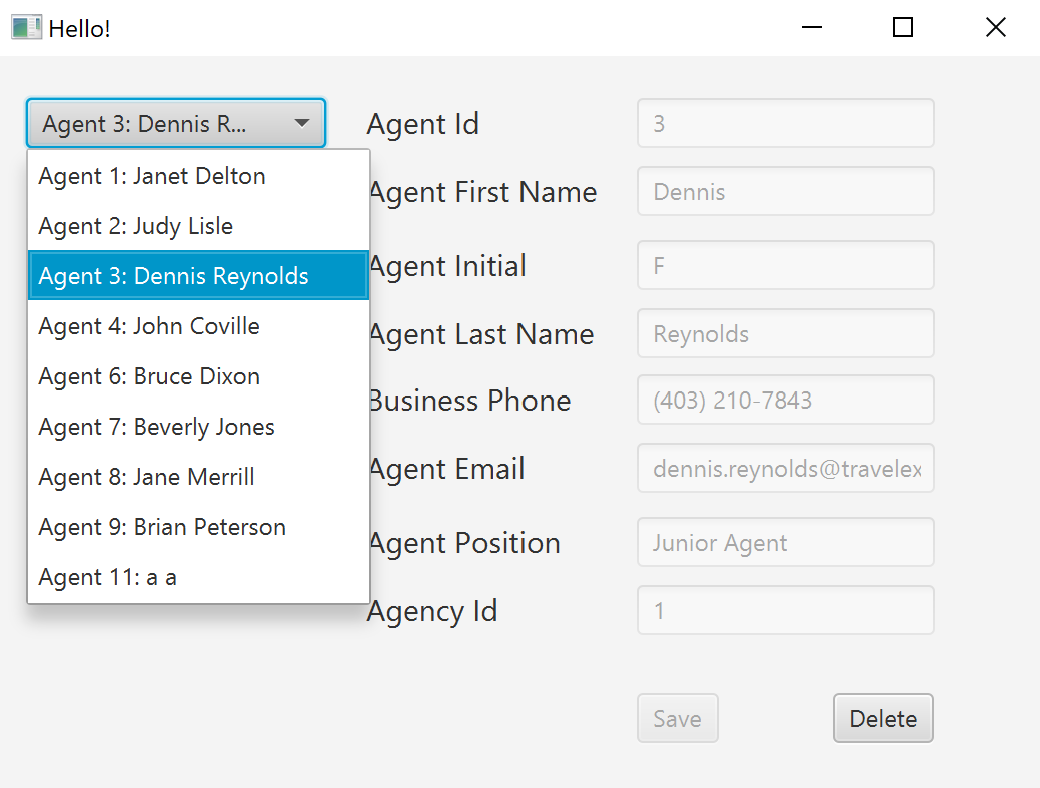 Hello!
Agent 3: Dennis R...
Agent 1: Janet Delton
Agent 2: Judy Lisle
Agent 3: Dennis Reynolds
Agent 4: John Coville
Agent 6: Bruce Dixon
Agent 7: Beverly Jones
Agent 8: Jane Merrill
Agent 9: Brian Peterson
Agent 11: a a
Agent Id 3
Agent First Name Dennis
Agent Initial F
Agent Last Name Reynolds
Business Phone (403) 210-7843
Agent Email dennis.reynolds@travelex
Agent Position Junior Agent
Agency Id 1
Save Delete